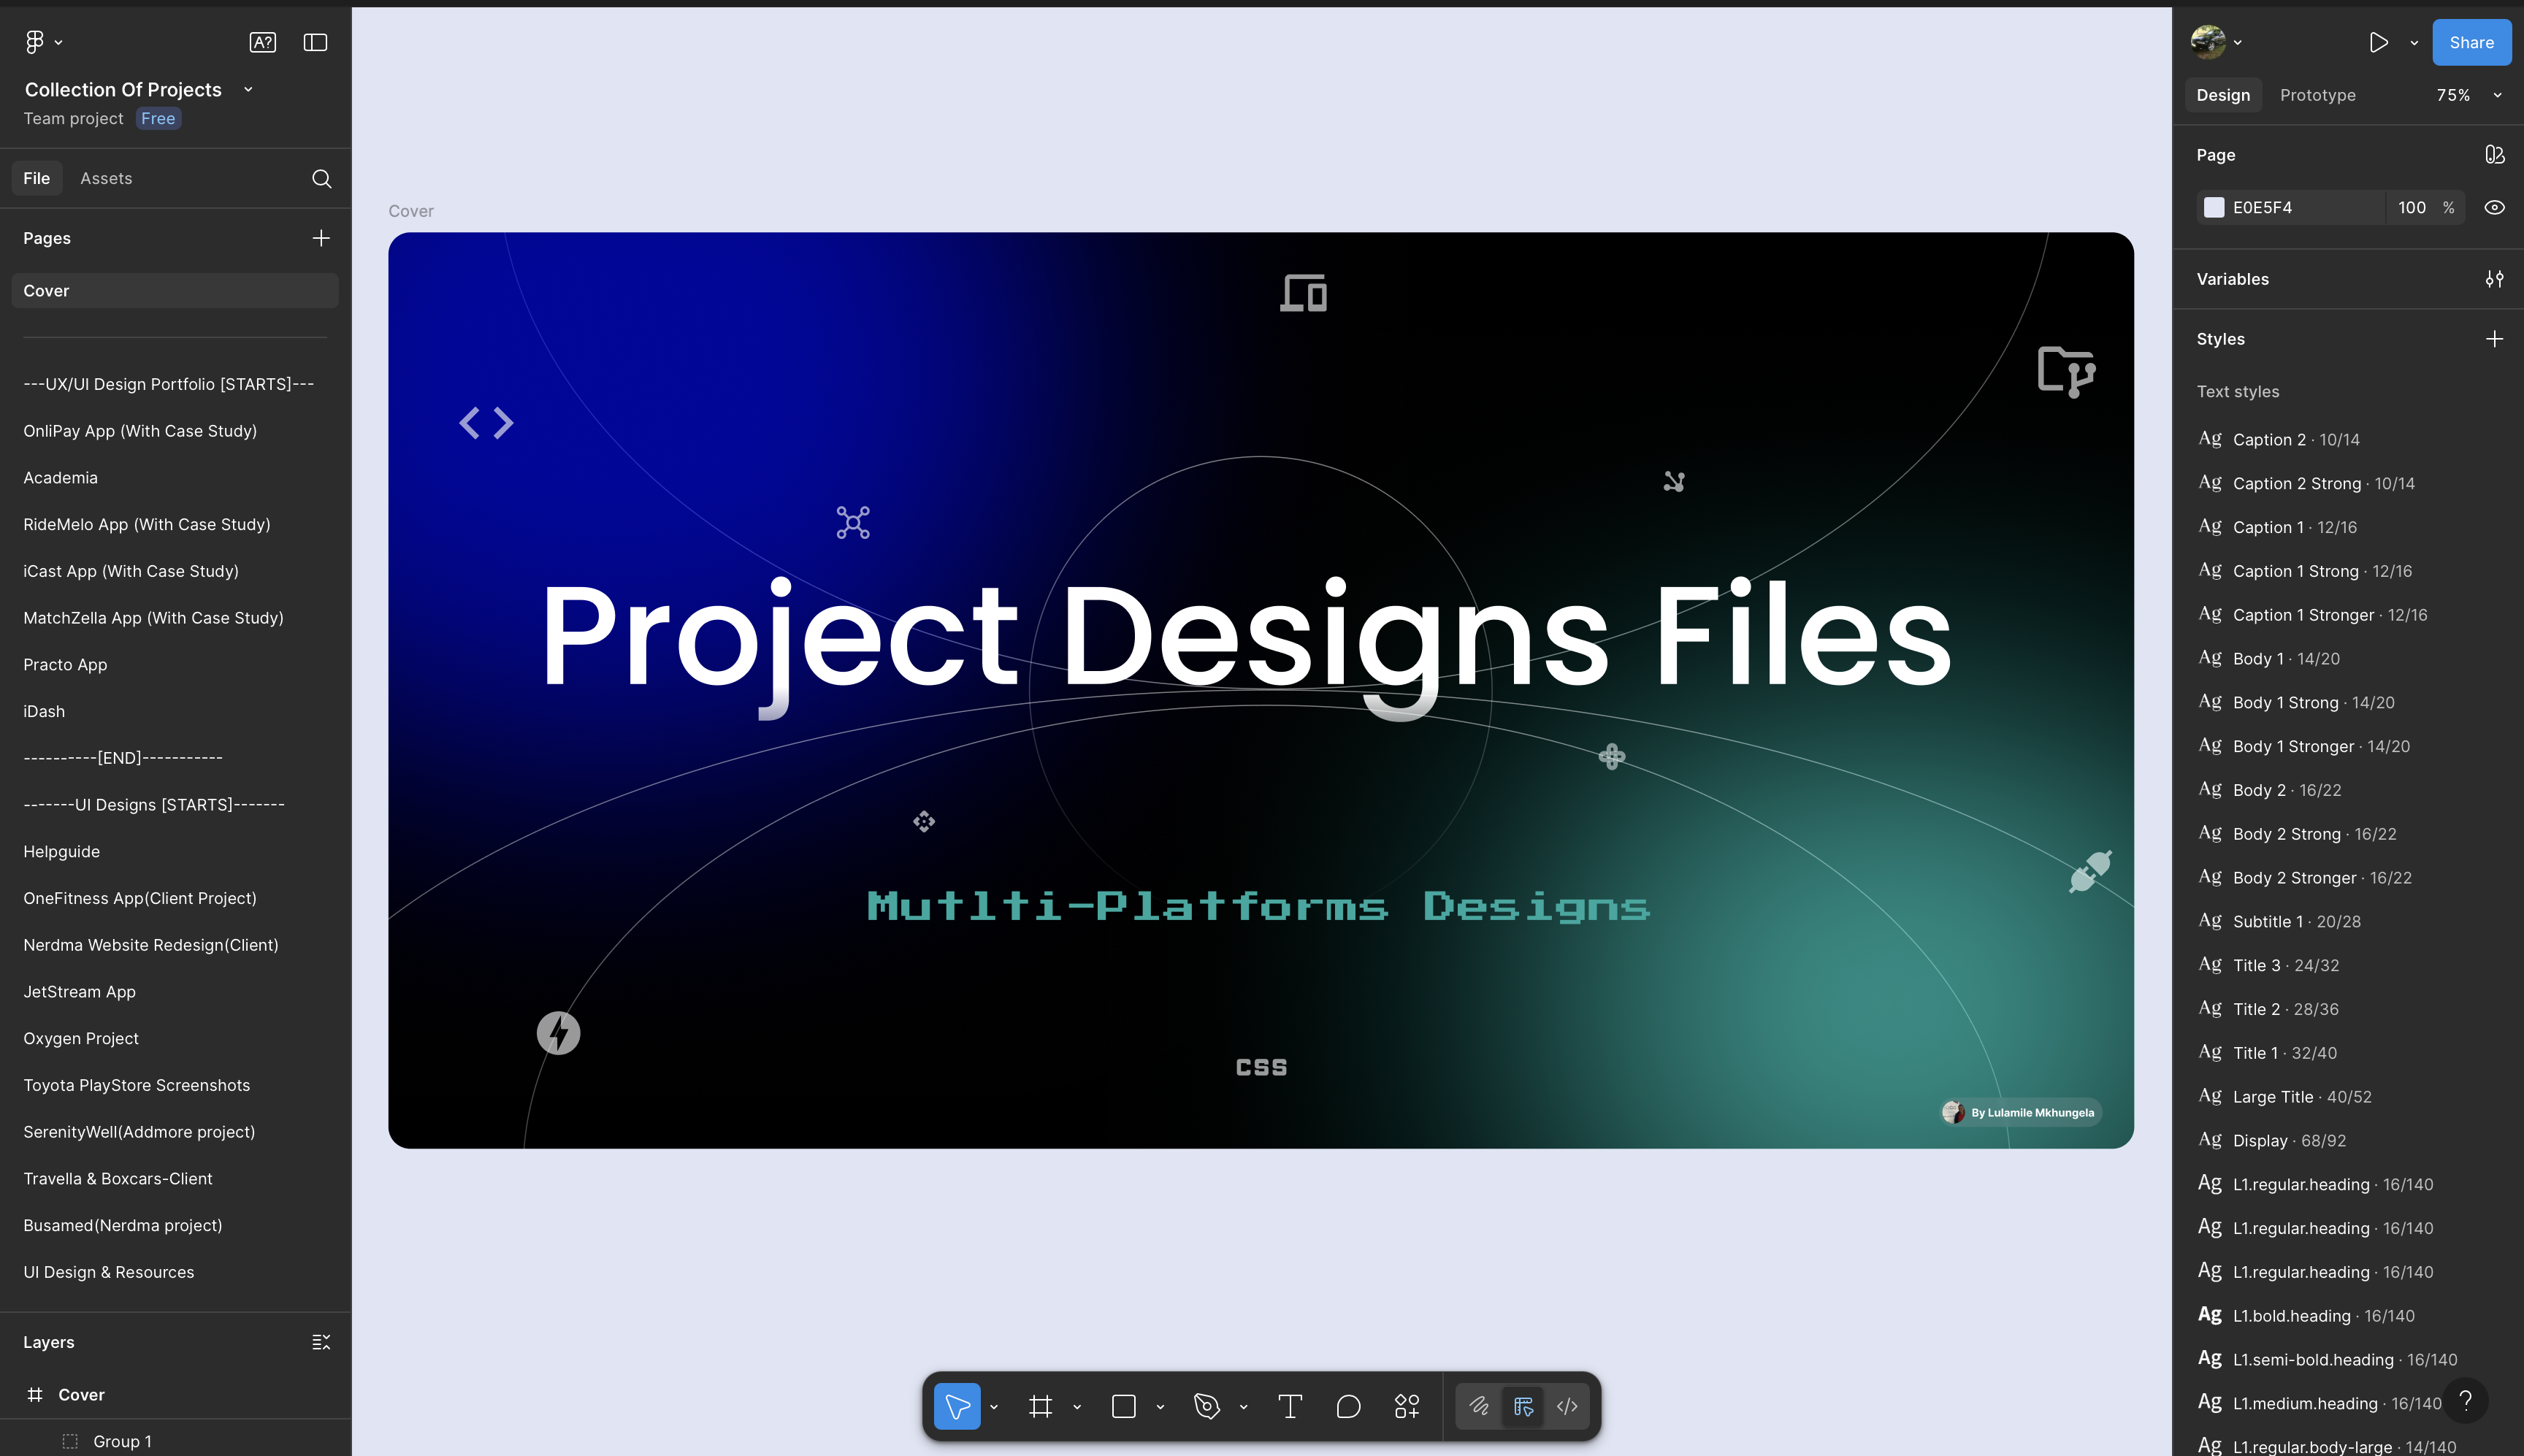 A?
Collection Of Projects
Team project Free
File Assets
Pages
Cover
---UX/UI Design Portfolio [STARTS]---
OnliPay App (With Case Study)
Academia
RideMelo App (With Case Study)
iCast App (With Case Study)
MatchZella App (With Case Study)
Practo App
iDash
----------[END]-----------
-------UI Designs [STARTS]-------
Helpguide
OneFitness App(Client Project)
Nerdma Website Redesign(Client)
JetStream App
Oxygen Project
Toyota PlayStore Screenshots
SerenityWell(Addmore project)
Travella & Boxcars-Client
Busamed(Nerdma project)
UI Design & Resources
Layers
Cover
Group 1
Cover
Project Designs Files
Mutlti-Platforms Designs
css
By Lulamile Mkhungela
Share
Design Prototype 75%
Page
E0E5F4 100 %
Variables
Styles
Text styles
Ag Caption 2 · 10/14
Ag Caption 2 Strong · 10/14
Ag Caption 1 · 12/16
Ag Caption 1 Strong · 12/16
Ag Caption 1 Stronger · 12/16
Ag Body 1 · 14/20
Ag Body 1 Strong · 14/20
Ag Body 1 Stronger · 14/20
Ag Body 2 · 16/22
Ag Body 2 Strong · 16/22
Ag Body 2 Stronger · 16/22
Ag Subtitle 1 · 20/28
Ag Title 3 · 24/32
Ag Title 2 · 28/36
Ag Title 1 · 32/40
Ag Large Title · 40/52
Ag Display · 68/92
Ag L1.regular.heading · 16/140
Ag L1.regular.heading · 16/140
Ag L1.regular.heading · 16/140
Ag L1.bold.heading · 16/140
Ag L1.semi-bold.heading · 16/140
Ag L1.medium.heading · 16/140
Ag L1.regular.body-large · 14/140
?